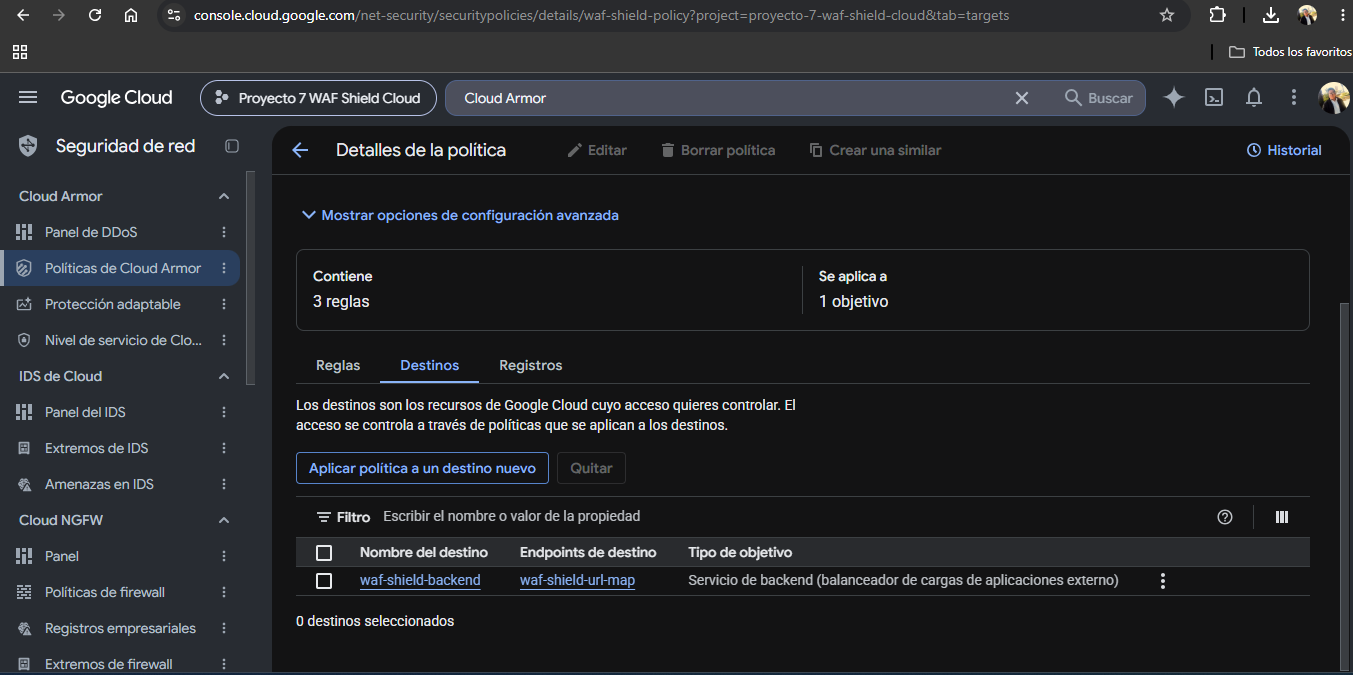 console.cloud.google.com/net-security/securitypolicies/details/waf-shield-policy?project=proyecto-7-waf-shield-cloud&tab=targets
Todos los favoritos
Google Cloud
Proyecto 7 WAF Shield Cloud
Cloud Armor
Buscar
Seguridad de red
Detalles de la política
Editar
Borrar política
Crear una similar
Historial
Cloud Armor
Panel de DDoS
Políticas de Cloud Armor
Protección adaptable
Nivel de servicio de Clo...
IDS de Cloud
Panel del IDS
Extremos de IDS
Amenazas en IDS
Cloud NGFW
Panel
Políticas de firewall
Registros empresariales
Extremos de firewall
Mostrar opciones de configuración avanzada
Contiene
3 reglas
Se aplica a
1 objetivo
Reglas
Destinos
Registros
Los destinos son los recursos de Google Cloud cuyo acceso quieres controlar. El
acceso se controla a través de políticas que se aplican a los destinos.
Aplicar política a un destino nuevo
Quitar
Filtro Escribir el nombre o valor de la propiedad
Nombre del destino Endpoints de destino Tipo de objetivo
waf-shield-backend waf-shield-url-map Servicio de backend (balanceador de cargas de aplicaciones externo)
0 destinos seleccionados